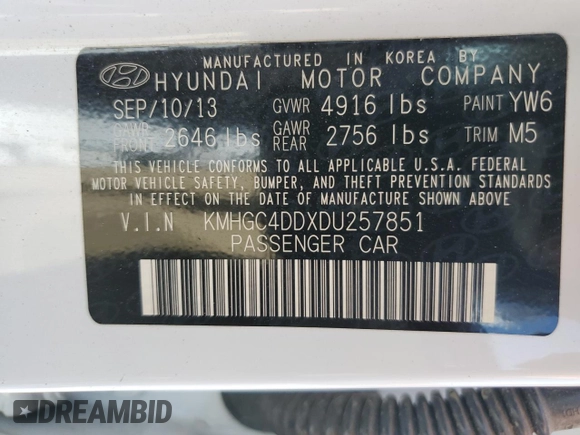 MANUFACTURED IN KOREA BY
HYUNDAI MOTOR COMPANY
SEP/10/13 GVWR 4916 lbs PAINT YW6
GAWR FRONT 2646 lbs GAWR REAR 2756 lbs TRIM M5
THIS VEHICLE CONFORMS TO ALL APPLICABLE U.S.A. FEDERAL
MOTOR VEHICLE SAFETY, BUMPER, AND THEFT PREVENTION STANDARDS
IN EFFECT ON THE DATE OF MANUFACTURE SHOWN ABOVE
V.I.N KMHGC4DDXDU257851
PASSENGER CAR
DREAMBID